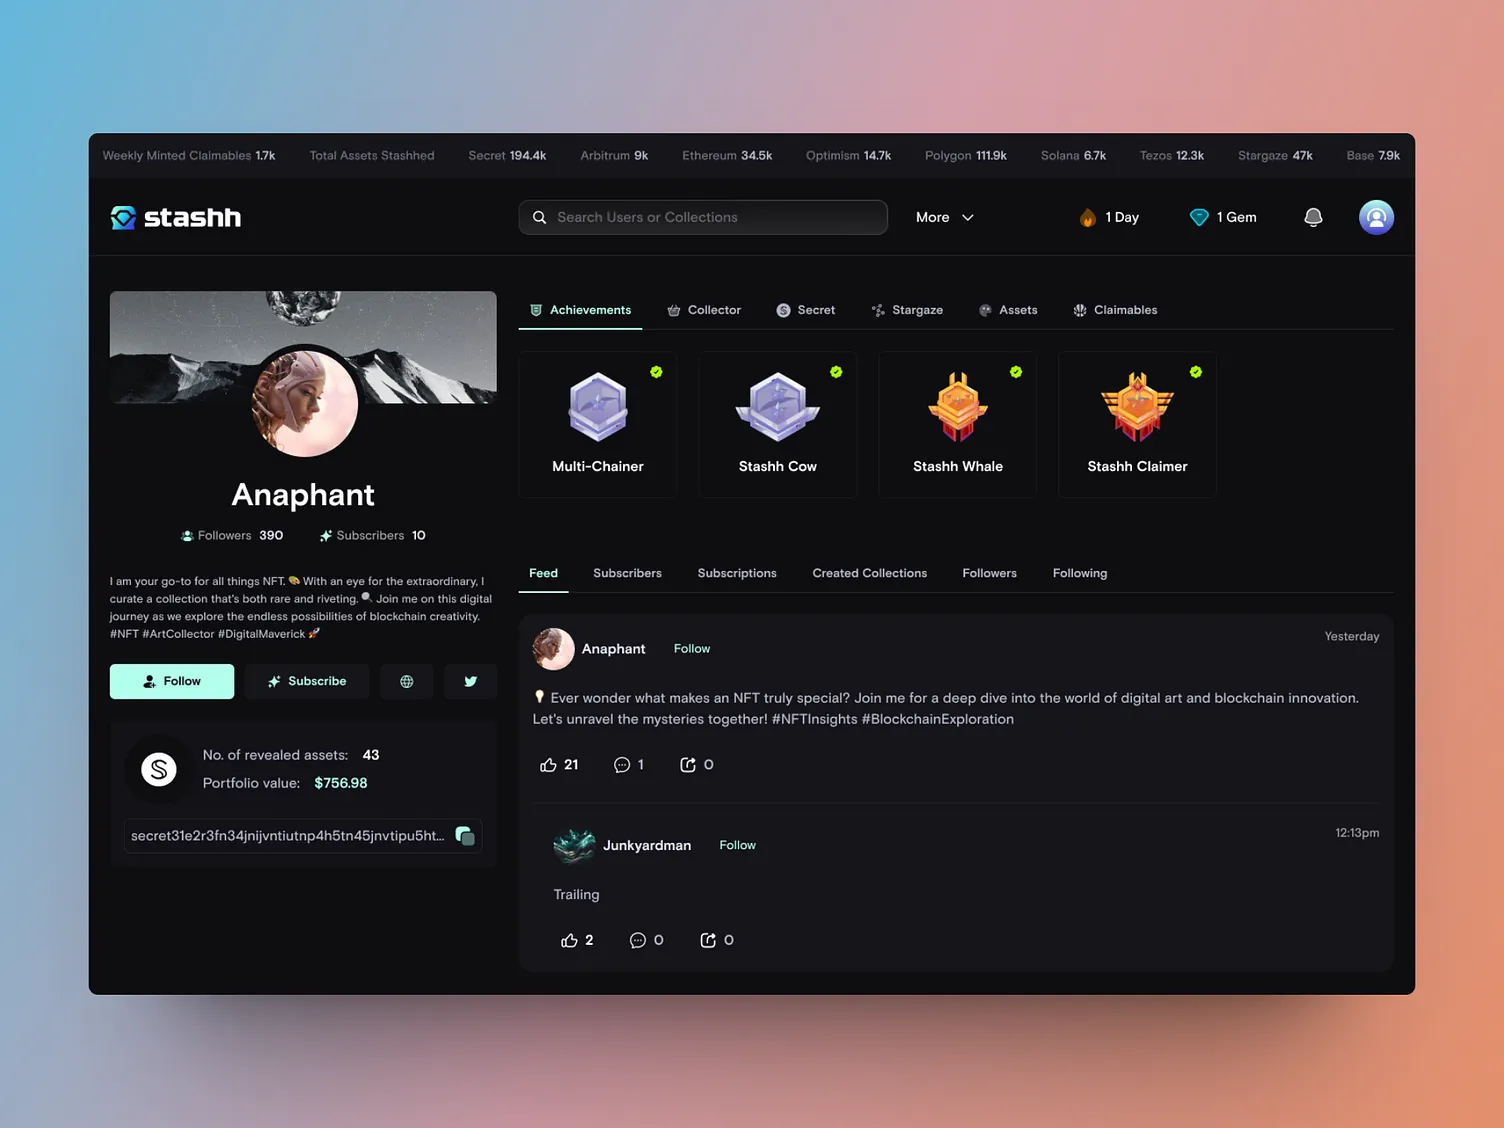 Weekly Minted Claimables 1.7k Total Assets Stashhed Secret 194.4k Arbitrum 9k Ethereum 34.5k Optimism 14.7k Polygon 111.9k Solana 6.7k Tezos 12.3k Stargaze 47k Base 7.9k
stashh Search Users or Collections More 1 Day 1 Gem
Anaphant
Followers 390 Subscribers 10
I am your go-to for all things NFT. 🎨 With an eye for the extraordinary, I
curate a collection that's both rare and riveting. 🔍 Join me on this digital
journey as we explore the endless possibilities of blockchain creativity.
#NFT #ArtCollector #DigitalMaverick 🚀
Follow Subscribe
No. of revealed assets: 43
Portfolio value: $756.98
secret31e2r3fn34jnijvntiutnp4h5tn45jnvtipu5ht...
Achievements Collector Secret Stargaze Assets Claimables
Multi-Chainer Stashh Cow Stashh Whale Stashh Claimer
Feed Subscribers Subscriptions Created Collections Followers Following
Anaphant Follow Yesterday
💡 Ever wonder what makes an NFT truly special? Join me for a deep dive into the world of digital art and blockchain innovation.
Let's unravel the mysteries together! #NFTInsights #BlockchainExploration
21 1 0
Junkyardman Follow 12:13pm
Trailing
2 0 0